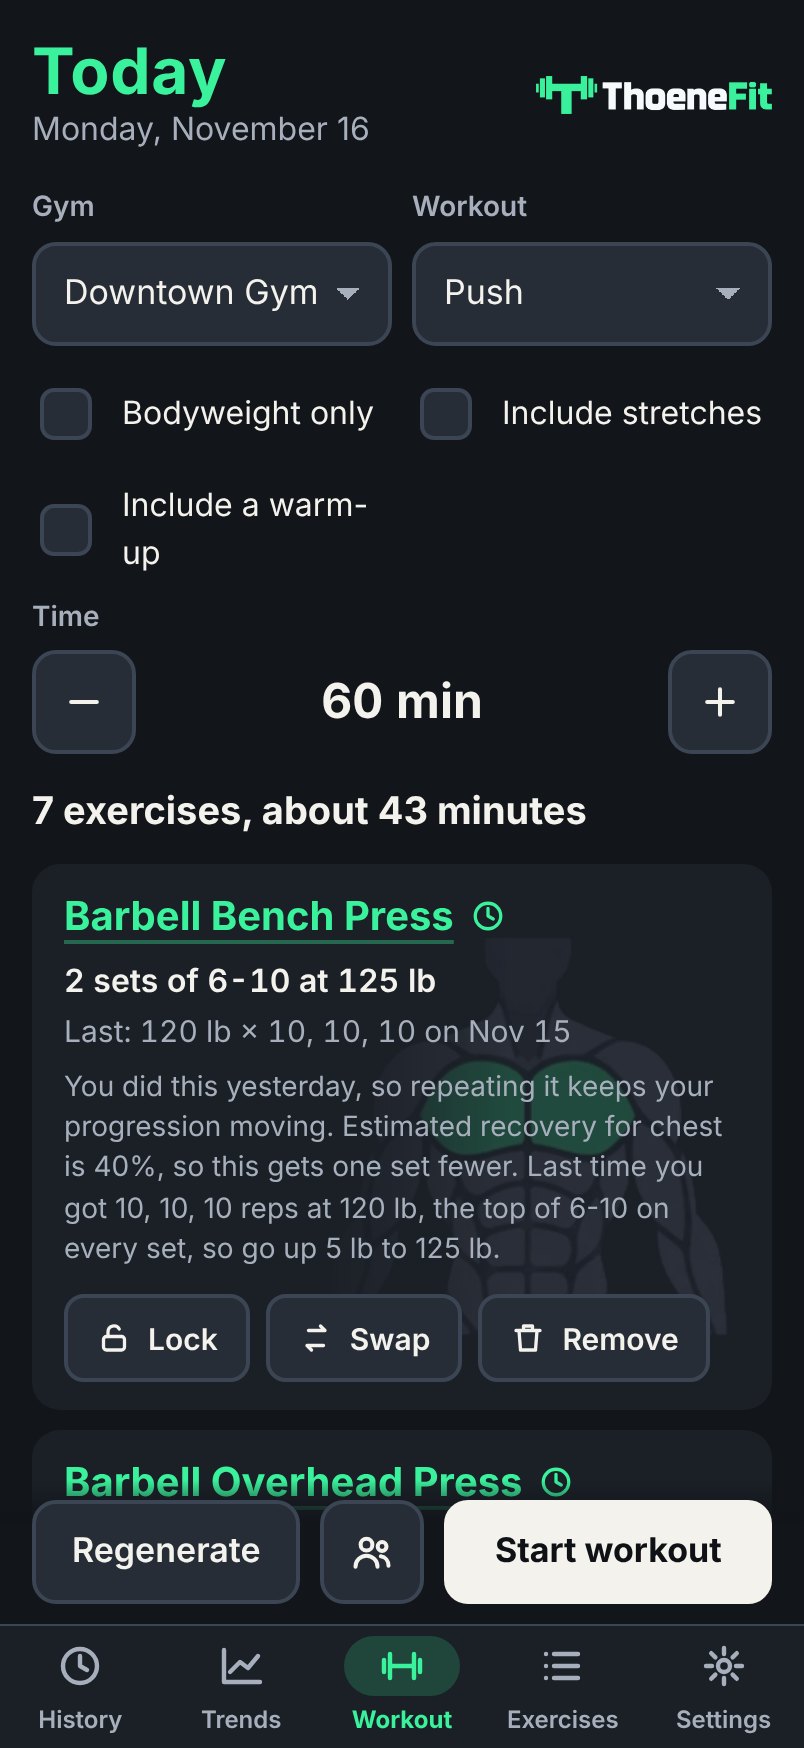 Today
ThoeneFit
Monday, November 16
Gym
Workout
Downtown Gym
Push
Bodyweight only
Include stretches
Include a warm-
up
Time
60 min
7 exercises, about 43 minutes
Barbell Bench Press
2 sets of 6-10 at 125 lb
Last: 120 lb × 10, 10, 10 on Nov 15
You did this yesterday, so repeating it keeps your
progression moving. Estimated recovery for chest
is 40%, so this gets one set fewer. Last time you
got 10, 10, 10 reps at 120 lb, the top of 6-10 on
every set, so go up 5 lb to 125 lb.
Lock
Swap
Remove
Barbell Overhead Press
Regenerate
Start workout
History
Trends
Workout
Exercises
Settings